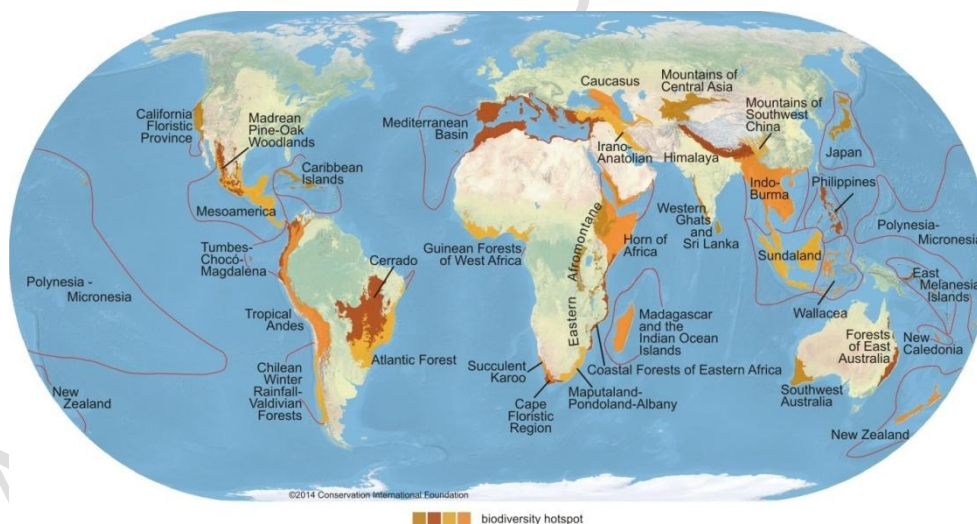 California
Floristic
Province
Madrean
Pine-Oak
Woodlands
Caribbean
Islands
Mesoamerica
Tumbes-
Chocó-
Magdalena
Polynesia -
Micronesia
Tropical
Andes
Cerrado
Atlantic Forest
Chilean
Winter
Rainfall-
Valdivian
Forests
New
Zealand
Mediterranean
Basin
Caucasus
Irano-
Anatolian
Mountains of
Central Asia
Mountains of
Southwest
China
Himalaya
Japan
Indo-
Burma
Philippines
Western
Ghats
and
Sri Lanka
Polynesia-
Micronesia
Guinean Forests
of West Africa
Eastern Afromontane
Horn of
Africa
Sundaland
Wallacea
East
Melanesia
Islands
Madagascar
and the
Indian Ocean
Islands
Coastal Forests of Eastern Africa
Succulent
Karoo
Cape
Floristic
Region
Maputaland-
Pondoland-Albany
Forests
of East
Australia
New
Caledonia
Southwest
Australia
New Zealand
©2014 Conservation International Foundation
biodiversity hotspot